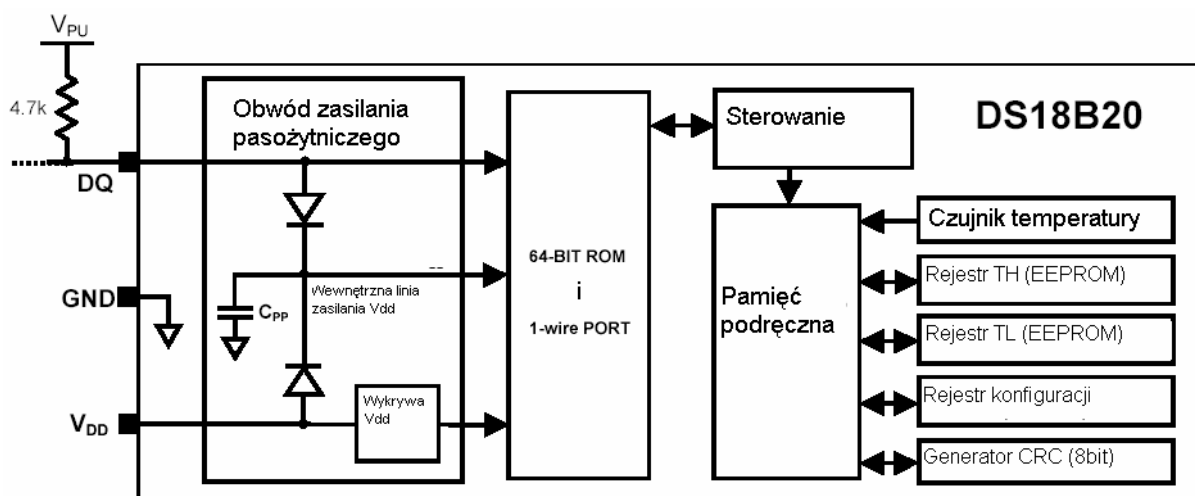 V_PU
4.7k
DQ
GND
V_DD
Obwód zasilania
pasożytniczego
C_PP
Wewnętrzna linia
zasilania Vdd
Wykrywa
Vdd
64-BIT ROM
i
1-wire PORT
Sterowanie
DS18B20
Pamięć
podręczna
Czujnik temperatury
Rejestr TH (EEPROM)
Rejestr TL (EEPROM)
Rejestr konfiguracji
Generator CRC (8bit)